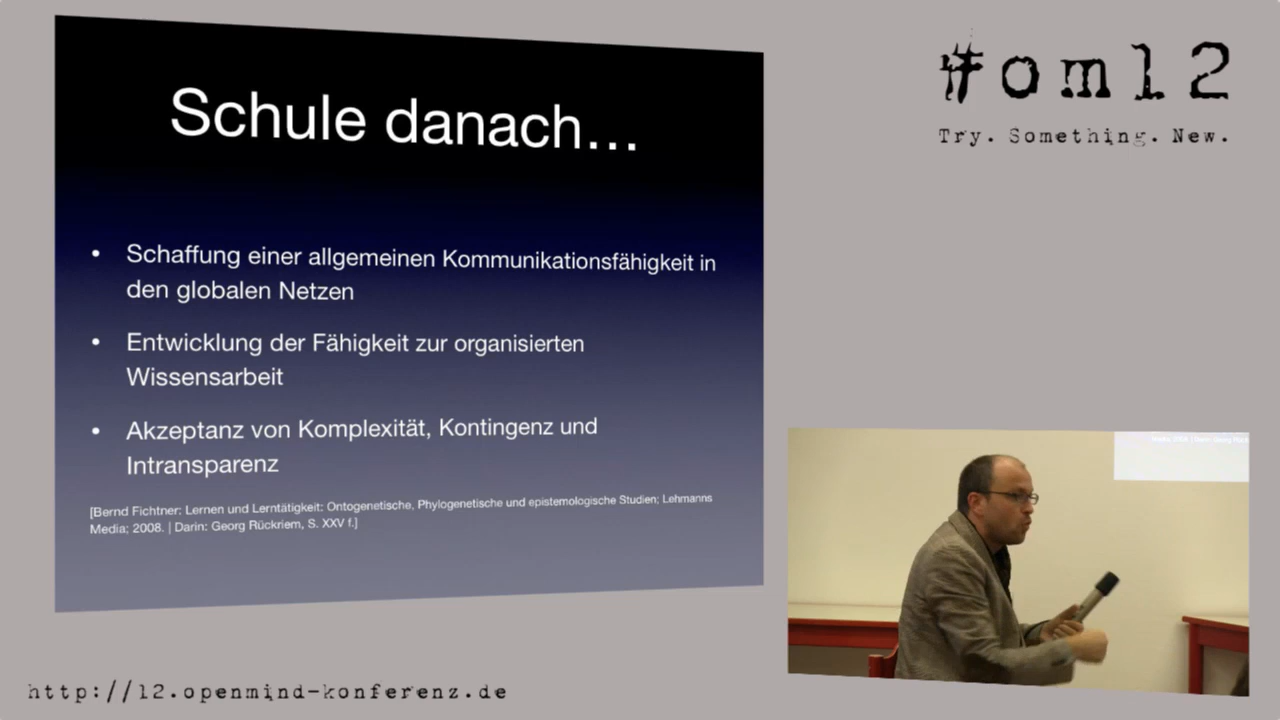 Schule danach...
• Schaffung einer allgemeinen Kommunikationsfähigkeit in
den globalen Netzen
• Entwicklung der Fähigkeit zur organisierten
Wissensarbeit
• Akzeptanz von Komplexität, Kontingenz und
Intransparenz
[Bernd Fichtner: Lernen und Lerntätigkeit: Ontogenetische, Phylogenetische und epistemologische Studien; Lehmanns
Media; 2008. | Darin: Georg Rückriem, S. XXV f.]
#om12
Try. Something. New.
http://12.openmind-konferenz.de